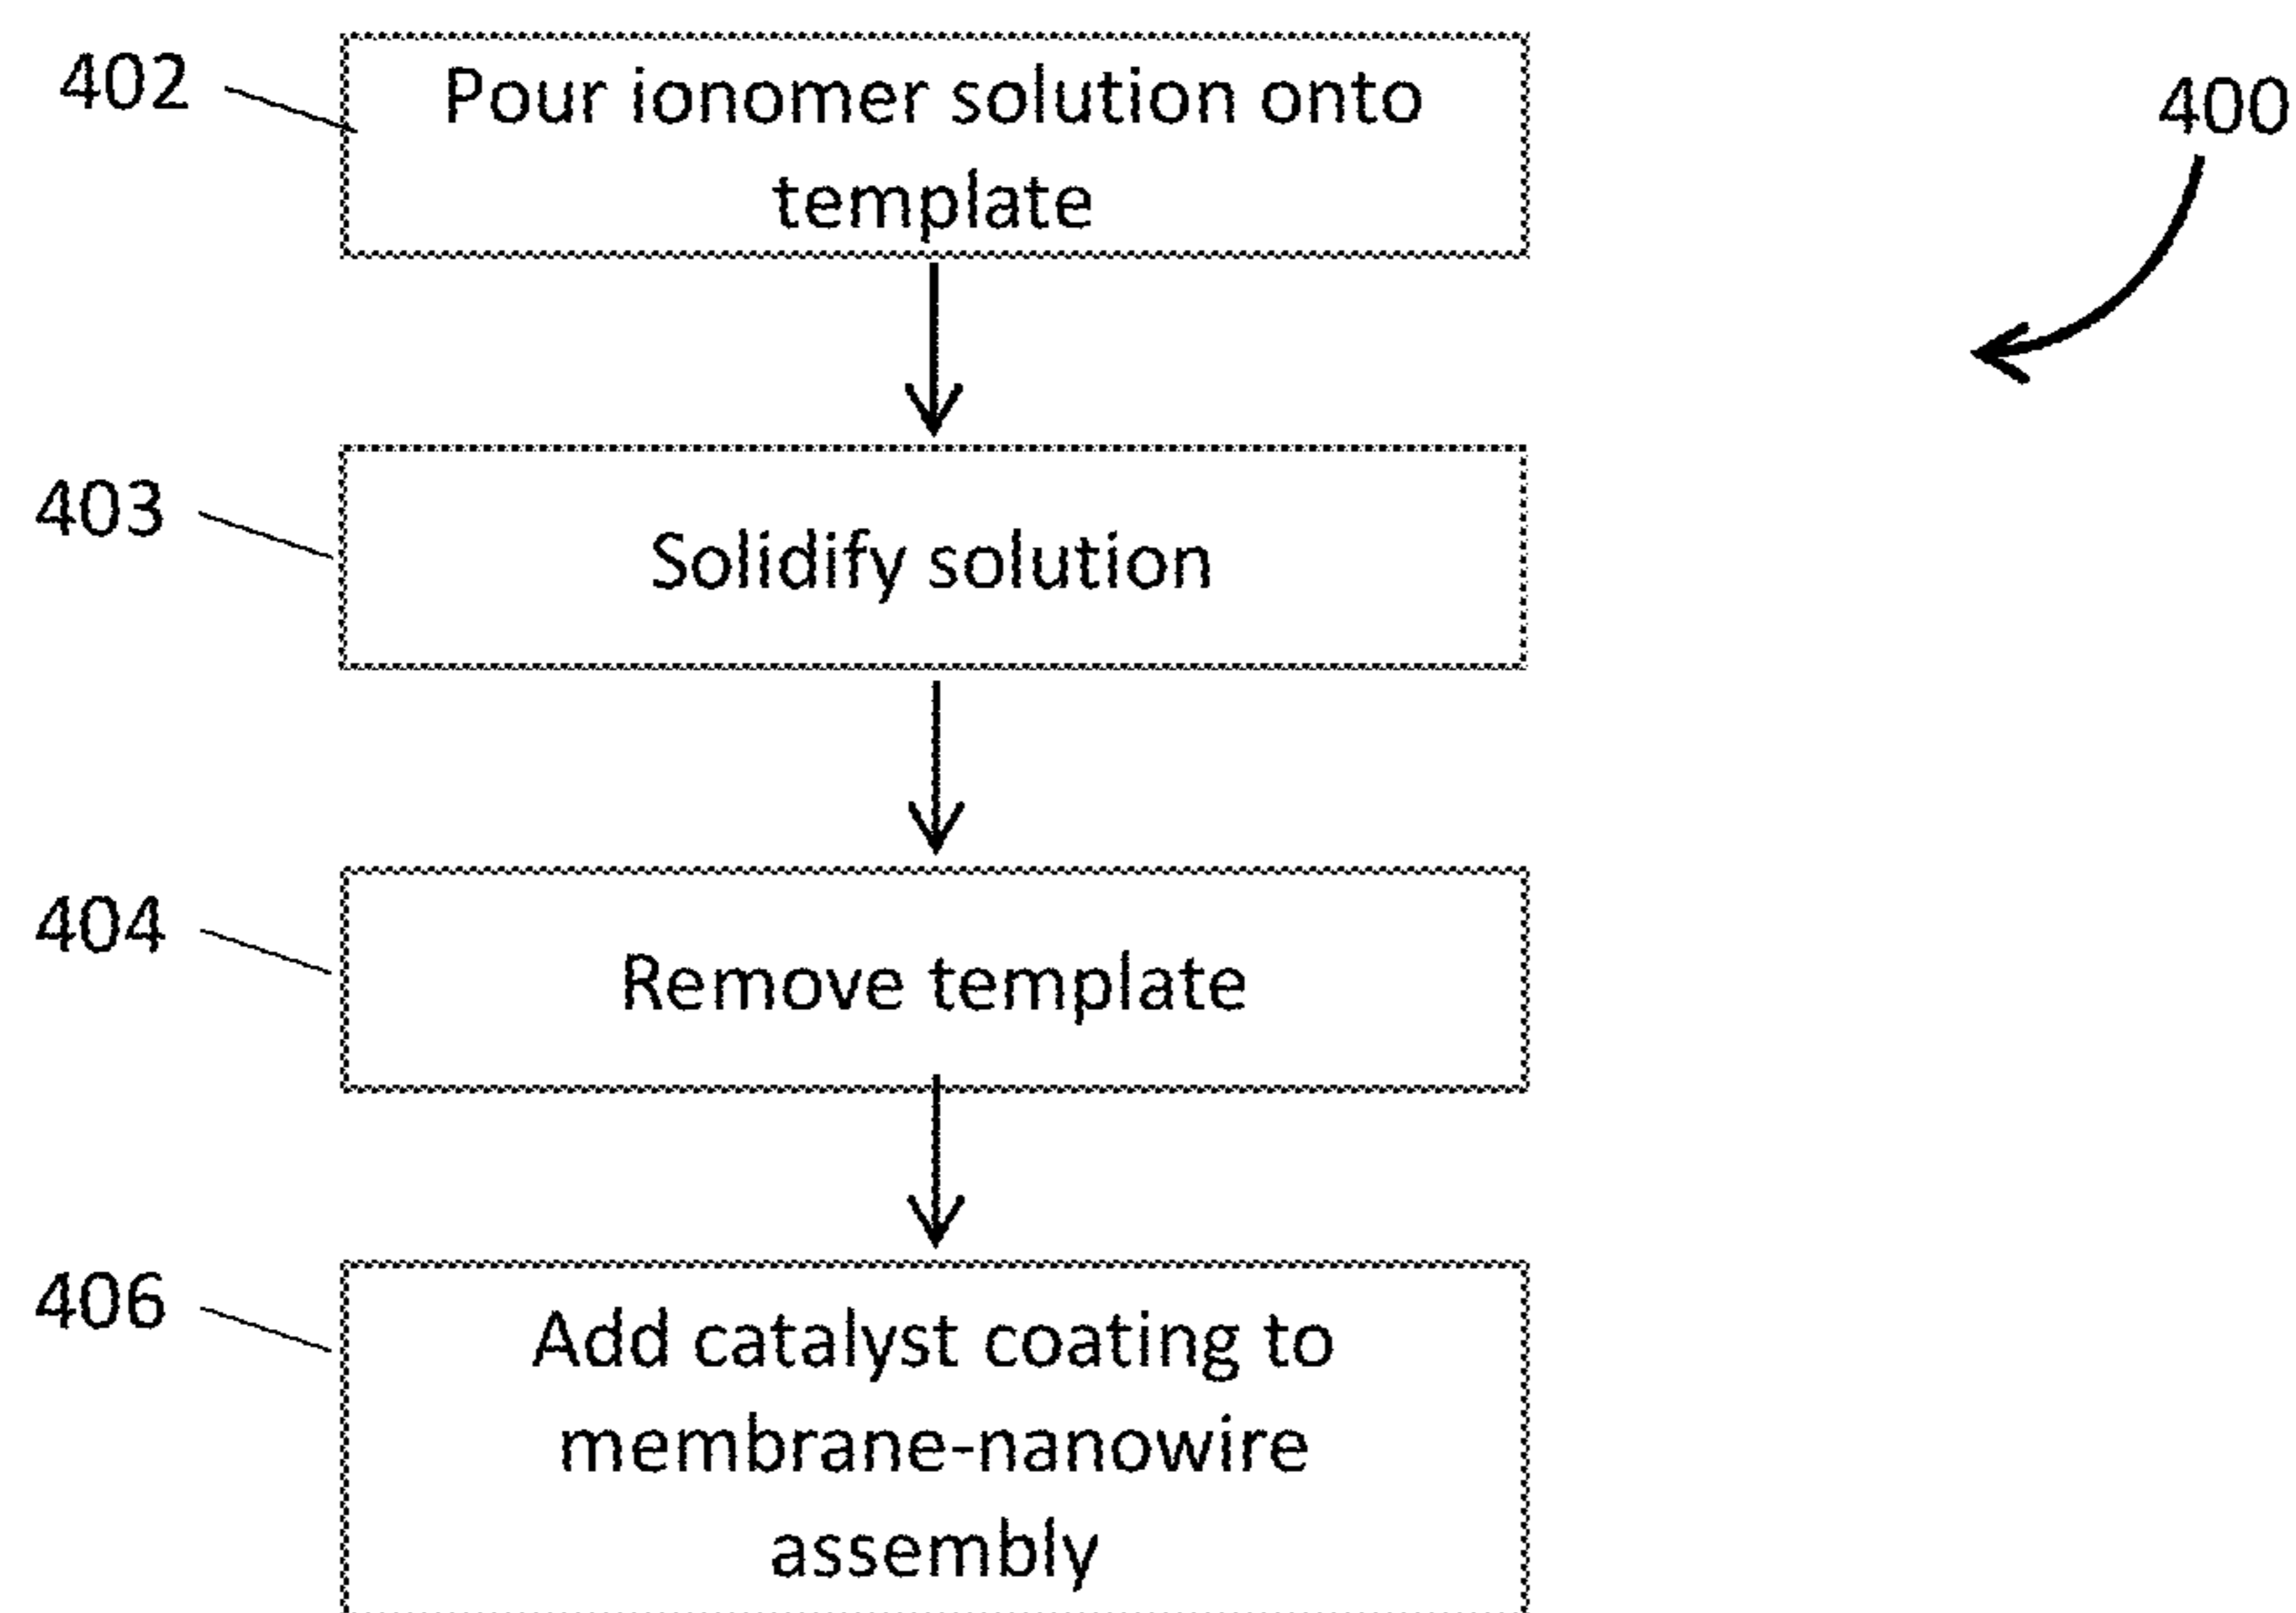 402
Pour ionomer solution onto
template
400
403
Solidify solution
404
Remove template
406
Add catalyst coating to
membrane-nanowire
assembly